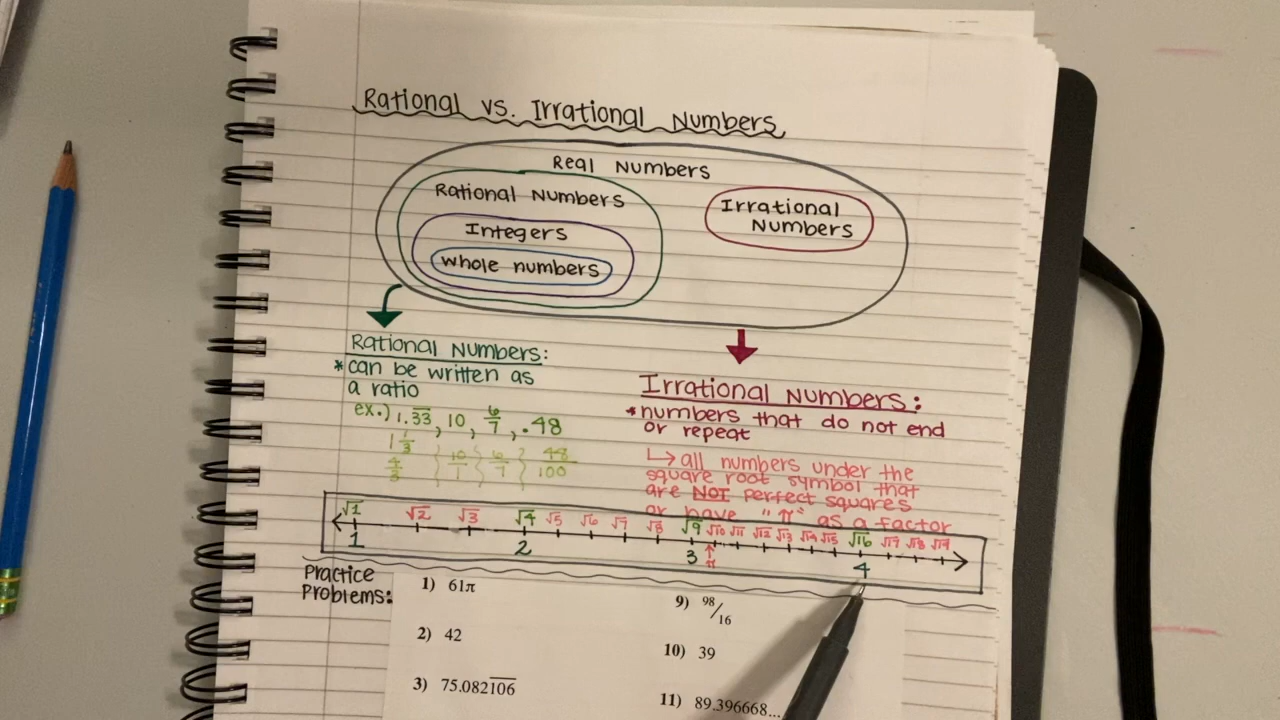 Rational vs. Irrational Numbers
Real Numbers
Rational Numbers
Irrational
Numbers
Integers
whole numbers
Rational Numbers:
*can be written as
a ratio
ex.) 1.3̅3̅, 10, 6/7, .48
1 1/3
4/3 10/1 6/7 48/100
Irrational Numbers:
*numbers that do not end
or repeat
↳ all numbers under the
square root symbol that
are NOT perfect squares
or have "π" as a factor
√1 √2 √3 √4 √5 √6 √7 √8 √9 √10 √11 √12 √13 √14 √15 √16 √17 √18 √19
1 2 3 π 4
Practice
Problems:
1) 61π
2) 42
3) 75.0821̅0̅6̅
9) 98/16
10) 39
11) 89.396668...